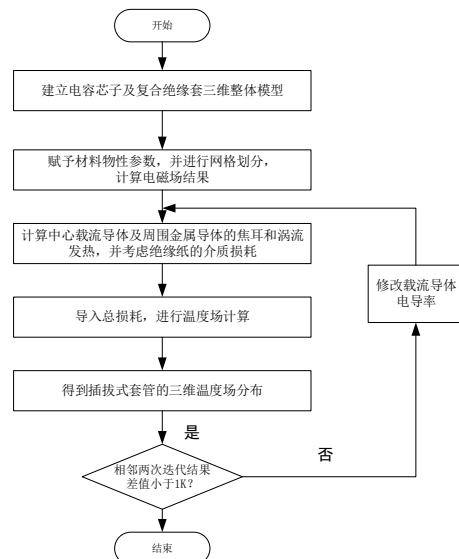 开始
建立电容芯子及复合绝缘套三维整体模型
赋予材料物性参数，并进行网格划分，
计算电磁场结果
计算中心载流导体及周围金属导体的焦耳和涡流
发热，并考虑绝缘纸的介质损耗
修改载流导体
电导率
导入总损耗，进行温度场计算
得到插拔式套管的三维温度场分布
是
否
相邻两次迭代结果
差值小于1K？
结束